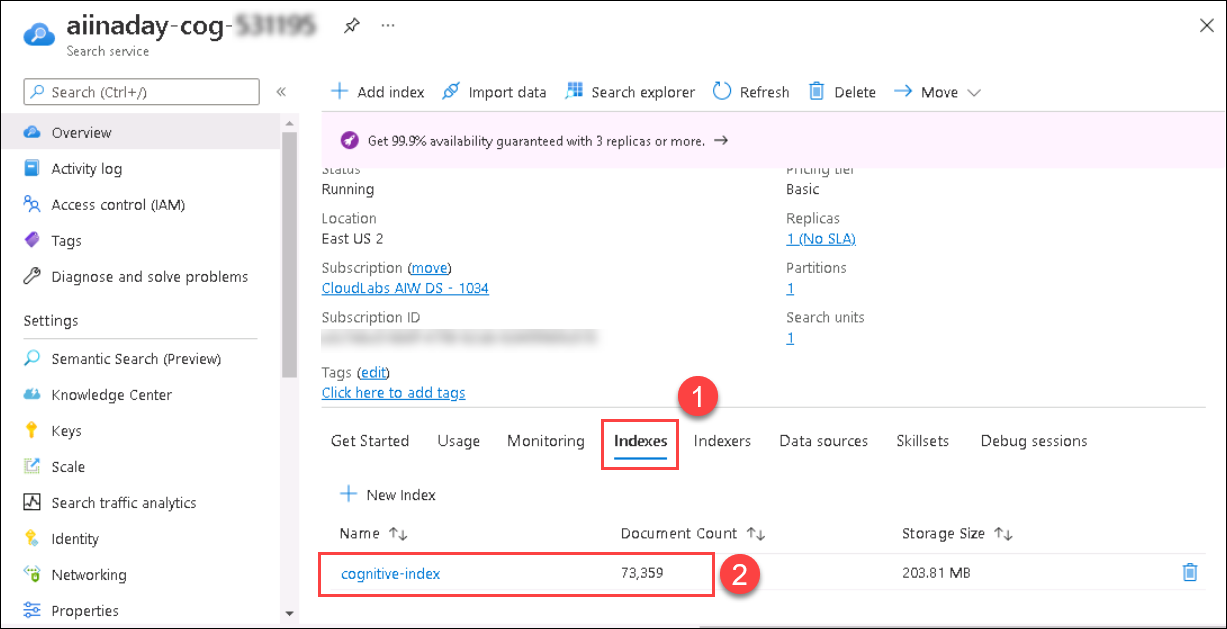 aiinaday-cog-
Search service
Search (Ctrl+/)
«
Overview
Activity log
Access control (IAM)
Tags
Diagnose and solve problems
Settings
Semantic Search (Preview)
Knowledge Center
Keys
Scale
Search traffic analytics
Identity
Networking
Properties
Add index Import data Search explorer Refresh Delete Move
Get 99.9% availability guaranteed with 3 replicas or more. →
Status
Running
Location
East US 2
Subscription (move)
CloudLabs AIW DS - 1034
Subscription ID
Tags (edit)
Click here to add tags
Pricing tier
Basic
Replicas
1 (No SLA)
Partitions
1
Search units
1
1
Get Started Usage Monitoring Indexes Indexers Data sources Skillsets Debug sessions
New Index
Name ↑↓ Document Count ↑↓ Storage Size ↑↓
cognitive-index 73,359 2 203.81 MB